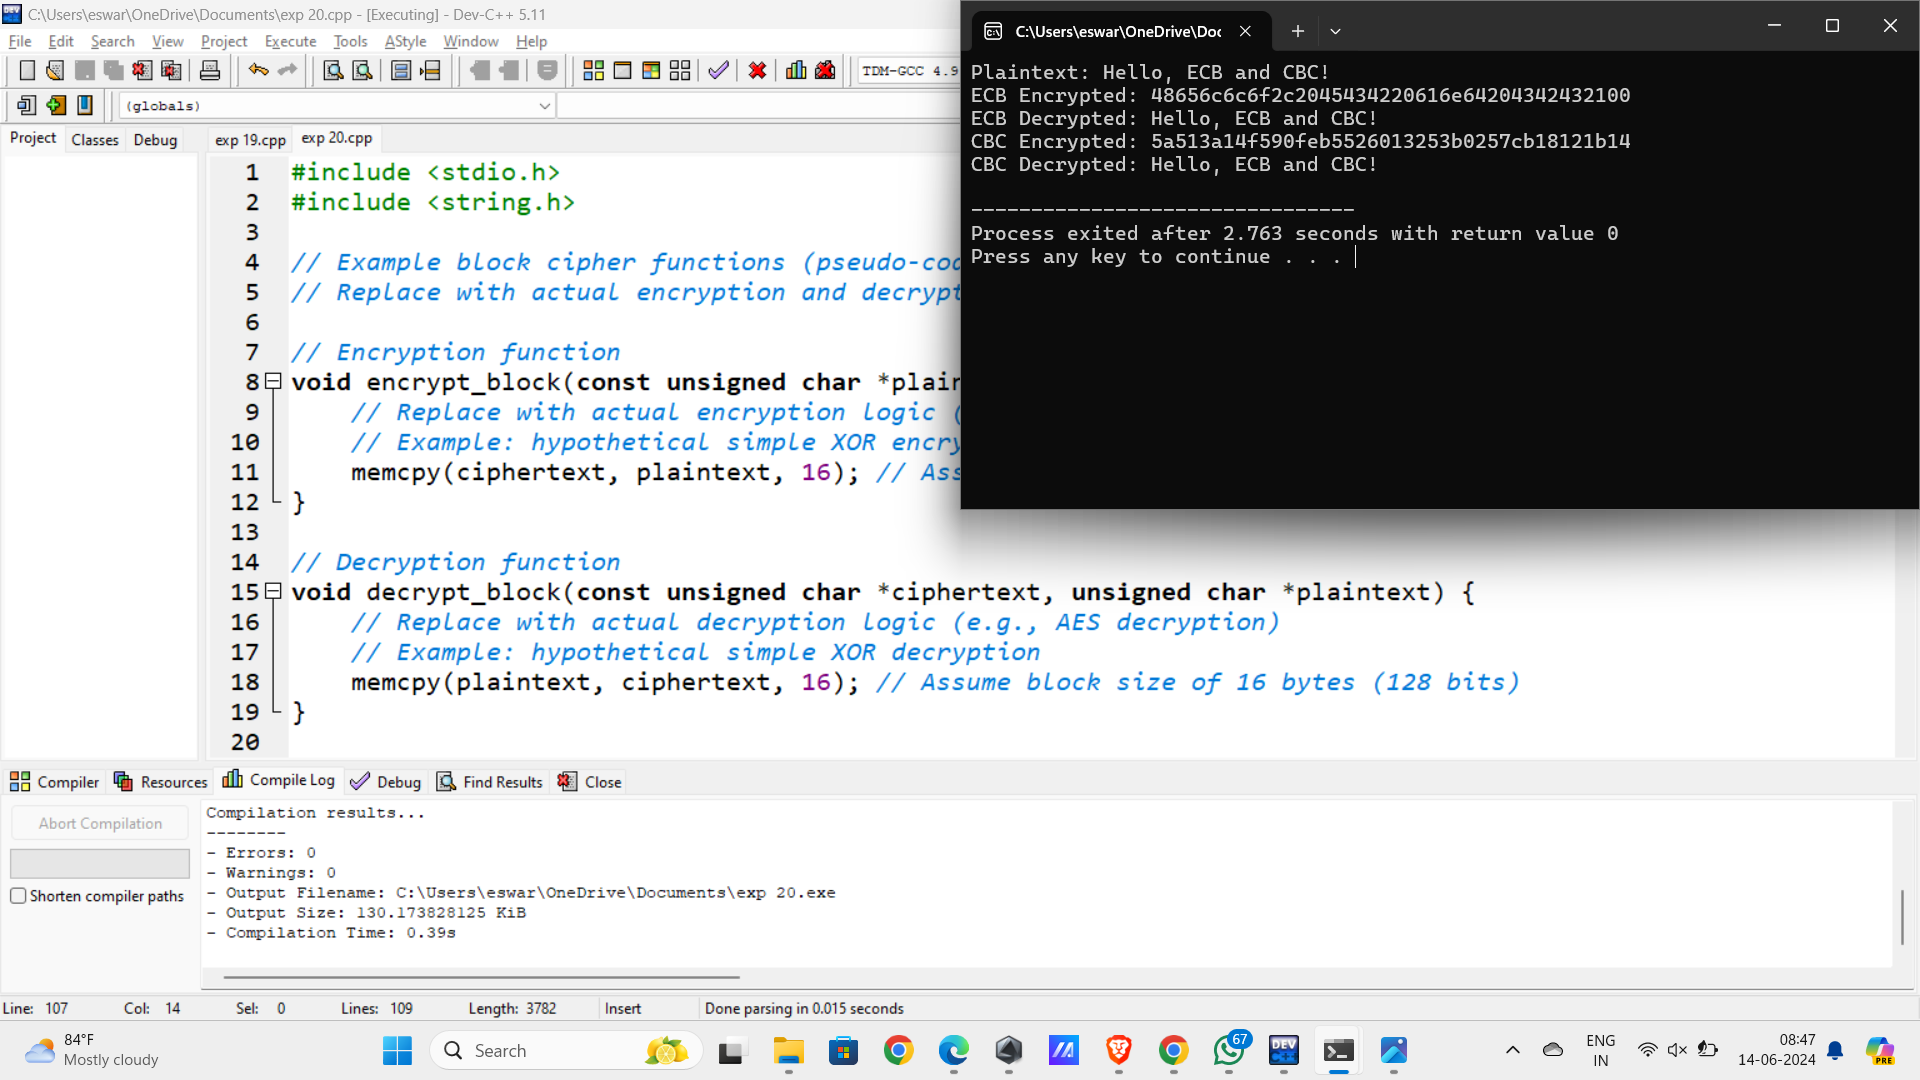 C:\Users\eswar\OneDrive\Documents\exp 20.cpp - [Executing] - Dev-C++ 5.11
File Edit Search View Project Execute Tools AStyle Window Help
TDM-GCC 4.9
(globals)
Project Classes Debug
exp 19.cpp exp 20.cpp
1 #include <stdio.h>
2 #include <string.h>
3
4 // Example block cipher functions (pseudo-cod
5 // Replace with actual encryption and decrypt
6
7 // Encryption function
8 void encrypt_block(const unsigned char *plain
9 // Replace with actual encryption logic (
10 // Example: hypothetical simple XOR encry
11 memcpy(ciphertext, plaintext, 16); // Ass
12 }
13
14 // Decryption function
15 void decrypt_block(const unsigned char *ciphertext, unsigned char *plaintext) {
16 // Replace with actual decryption logic (e.g., AES decryption)
17 // Example: hypothetical simple XOR decryption
18 memcpy(plaintext, ciphertext, 16); // Assume block size of 16 bytes (128 bits)
19 }
20
C:\Users\eswar\OneDrive\Doc
Plaintext: Hello, ECB and CBC!
ECB Encrypted: 48656c6c6f2c2045434220616e64204342432100
ECB Decrypted: Hello, ECB and CBC!
CBC Encrypted: 5a513a14f590feb5526013253b0257cb18121b14
CBC Decrypted: Hello, ECB and CBC!
--------------------------------
Process exited after 2.763 seconds with return value 0
Press any key to continue . . .
Compiler Resources Compile Log Debug Find Results Close
Abort Compilation
Shorten compiler paths
Compilation results...
--------
- Errors: 0
- Warnings: 0
- Output Filename: C:\Users\eswar\OneDrive\Documents\exp 20.exe
- Output Size: 130.173828125 KiB
- Compilation Time: 0.39s
Line: 107 Col: 14 Sel: 0 Lines: 109 Length: 3782 Insert Done parsing in 0.015 seconds
84°F
Mostly cloudy
Search
67
DEV
PRE
ENG
IN
08:47
14-06-2024